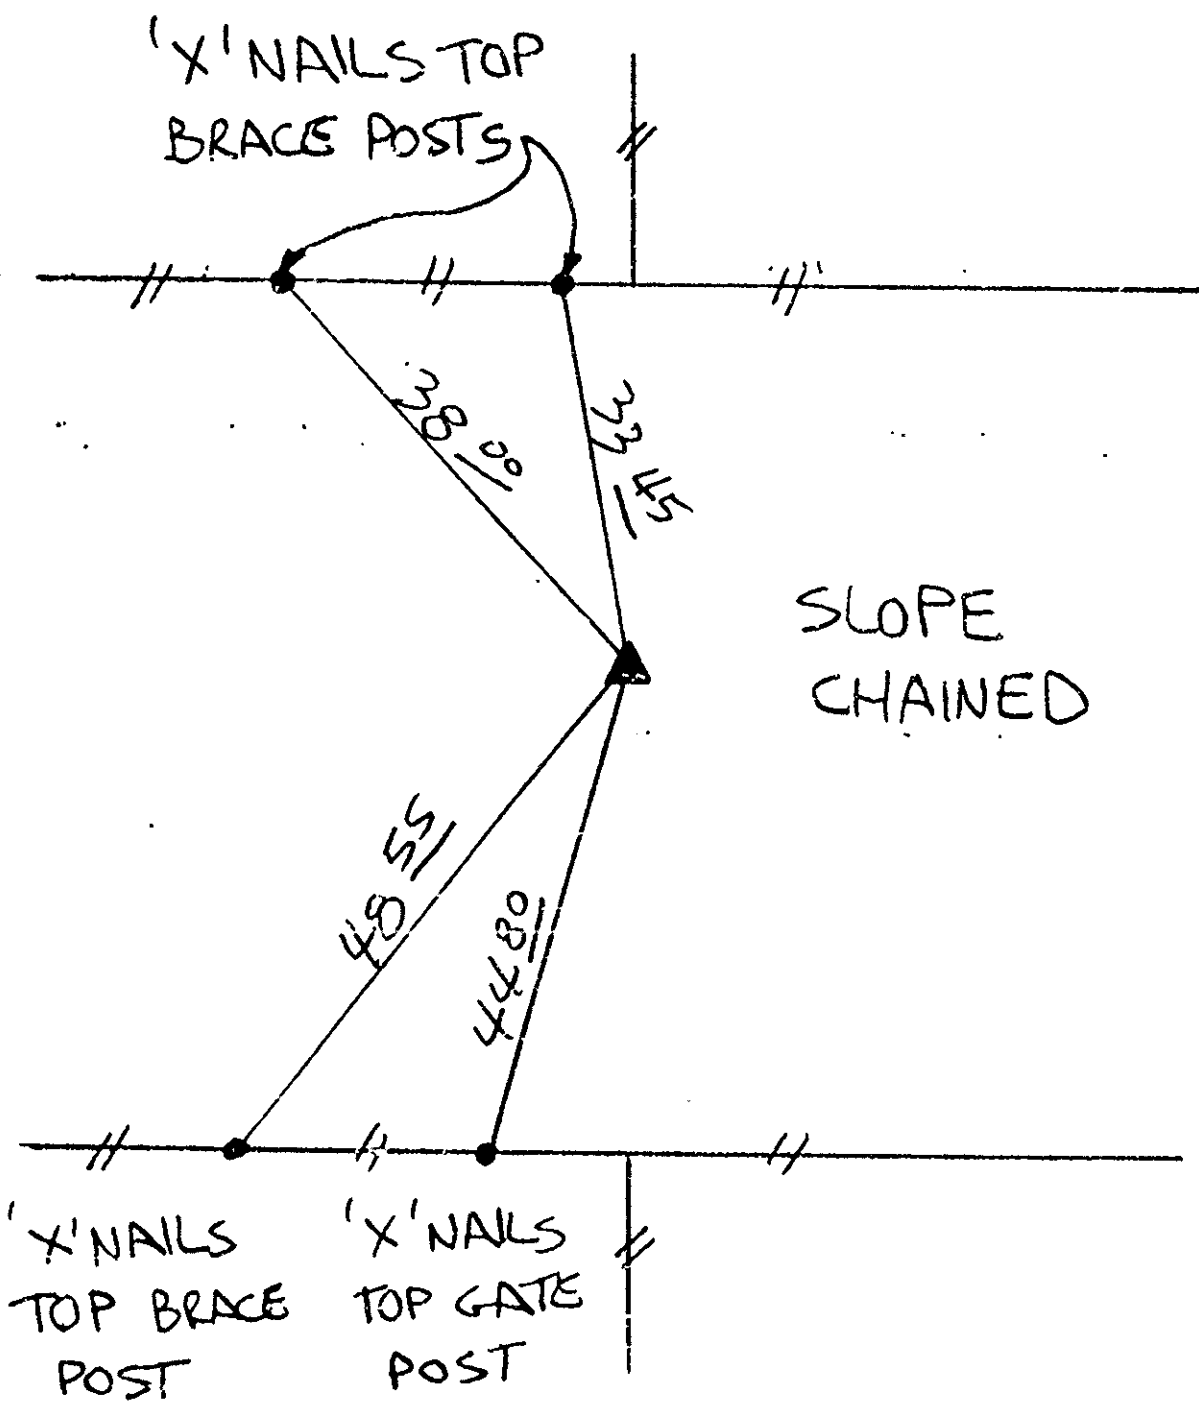 'X' NAILS TOP
BRACE POSTS
38 00
33 45
SLOPE
CHAINED
48 55
44 80
'X' NAILS
TOP BRACE
POST
'X' NAILS
TOP GATE
POST